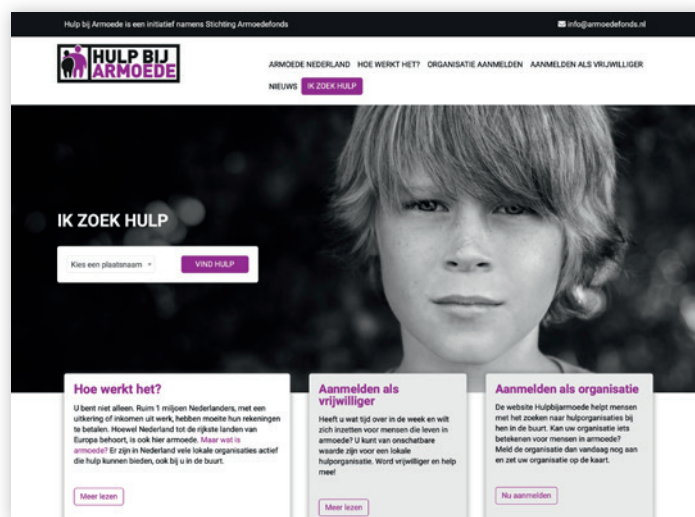 Hulp bij Armoede is een initiatief namens Stichting Armoedefonds
info@armoedefonds.nl
HULP BIJ
ARMOEDE
ARMOEDE NEDERLAND HOE WERKT HET? ORGANISATIE AANMELDEN AANMELDEN ALS VRIJWILLIGER
NIEUWS IK ZOEK HULP
IK ZOEK HULP
Kies een plaatsnaam
VIND HULP
Hoe werkt het?
U bent niet alleen. Ruim 1 miljoen Nederlanders, met een
uitkering of inkomen uit werk, hebben moeite hun rekeningen
te betalen. Hoewel Nederland tot de rijkste landen van
Europa behoort, is ook hier armoede. Maar wat is
armoede? Er zijn in Nederland vele lokale organisaties actief
die hulp kunnen bieden, ook bij u in de buurt.
Meer lezen
Aanmelden als
vrijwilliger
Heeft u wat tijd over in de week en wilt
zich inzetten voor mensen die leven in
armoede? U kunt van onschatbare
waarde zijn voor een lokale
hulporganisatie. Word vrijwilliger en help
mee!
Meer lezen
Aanmelden als organisatie
De website Hulpbijarmoede helpt mensen
met het zoeken naar hulporganisaties bij
hen in de buurt. Kan uw organisatie iets
betekenen voor mensen in armoede?
Meld de organisatie dan vandaag nog aan
en zet uw organisatie op de kaart.
Nu aanmelden